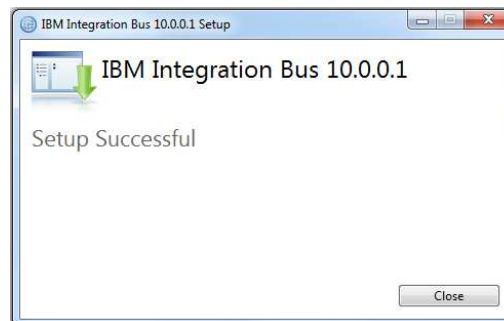 IBM Integration Bus 10.0.0.1 Setup
IBM Integration Bus 10.0.0.1
Setup Successful
Close